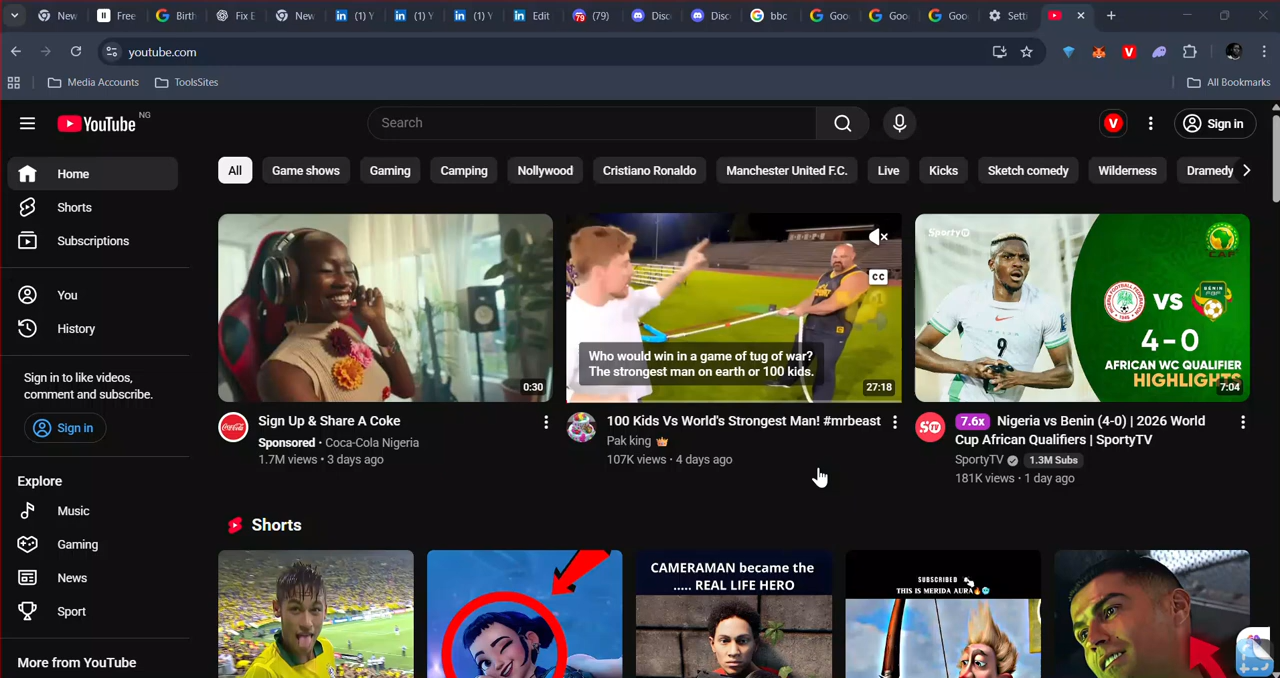 New
Free
Birth
Fix E
New
(1) Y
(1) Y
(1) Y
Edit
79
(79)
Disc
Disc
bbc
Goo
Goo
Goo
Setti
youtube.com
Media Accounts
ToolsSites
All Bookmarks
YouTube NG
Search
V
Sign in
Home
Shorts
Subscriptions
You
History
Sign in to like videos,
comment and subscribe.
Sign in
Explore
Music
Gaming
News
Sport
More from YouTube
All
Game shows
Gaming
Camping
Nollywood
Cristiano Ronaldo
Manchester United F.C.
Live
Kicks
Sketch comedy
Wilderness
Dramedy
0:30
Sign Up & Share A Coke
Sponsored • Coca-Cola Nigeria
1.7M views • 3 days ago
CC
Who would win in a game of tug of war?
The strongest man on earth or 100 kids.
27:18
100 Kids Vs World's Strongest Man! #mrbeast
Pak king
107K views • 4 days ago
SportyTV
CAF
VS
4-0
AFRICAN WC QUALIFIER
HIGHLIGHTS
7:04
9
7.6x Nigeria vs Benin (4-0) | 2026 World
Cup African Qualifiers | SportyTV
SportyTV 1.3M Subs
181K views • 1 day ago
Shorts
CAMERAMAN became the
..... REAL LIFE HERO
SUBSCRIBED
THIS IS MERIDA AURA